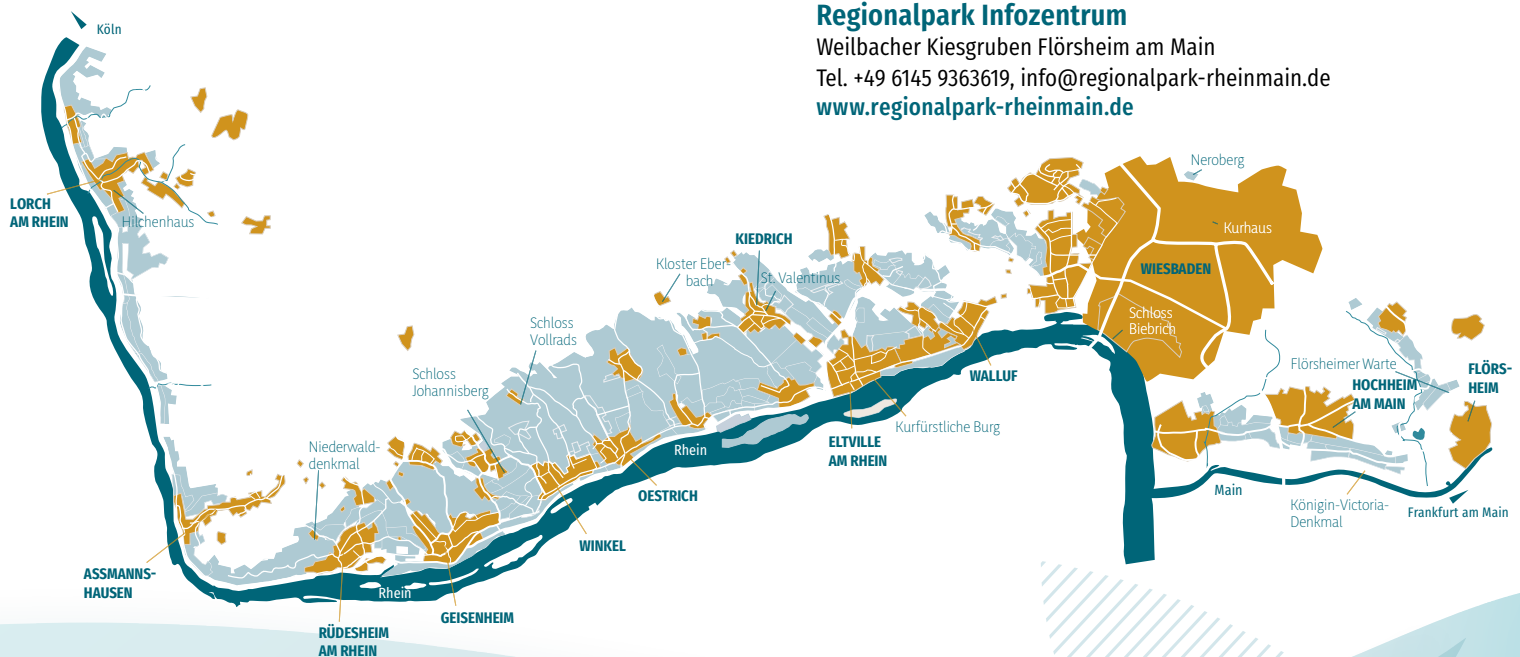 Regionalpark Infozentrum
Weilbacher Kiesgruben Flörsheim am Main
Tel. +49 6145 9363619, info@regionalpark-rheinmain.de
www.regionalpark-rheinmain.de
Köln
LORCH
AM RHEIN
Hilchenhaus
Neroberg
Kurhaus
WIESBADEN
Schloss
Biebrich
KIEDRICH
Kloster Eber-
bach
St. Valentinus
Schloss
Vollrads
Schloss
Johannisberg
Niederwald-
denkmal
WALLUF
Kurfürstliche Burg
ELTVILLE
AM RHEIN
Rhein
OESTRICH
WINKEL
Flörsheimer Warte
HOCHHEIM
AM MAIN
FLÖRS-
HEIM
Main
Königin-Victoria-
Denkmal
Frankfurt am Main
ASSMANNS-
HAUSEN
Rhein
GEISENHEIM
RÜDESHEIM
AM RHEIN